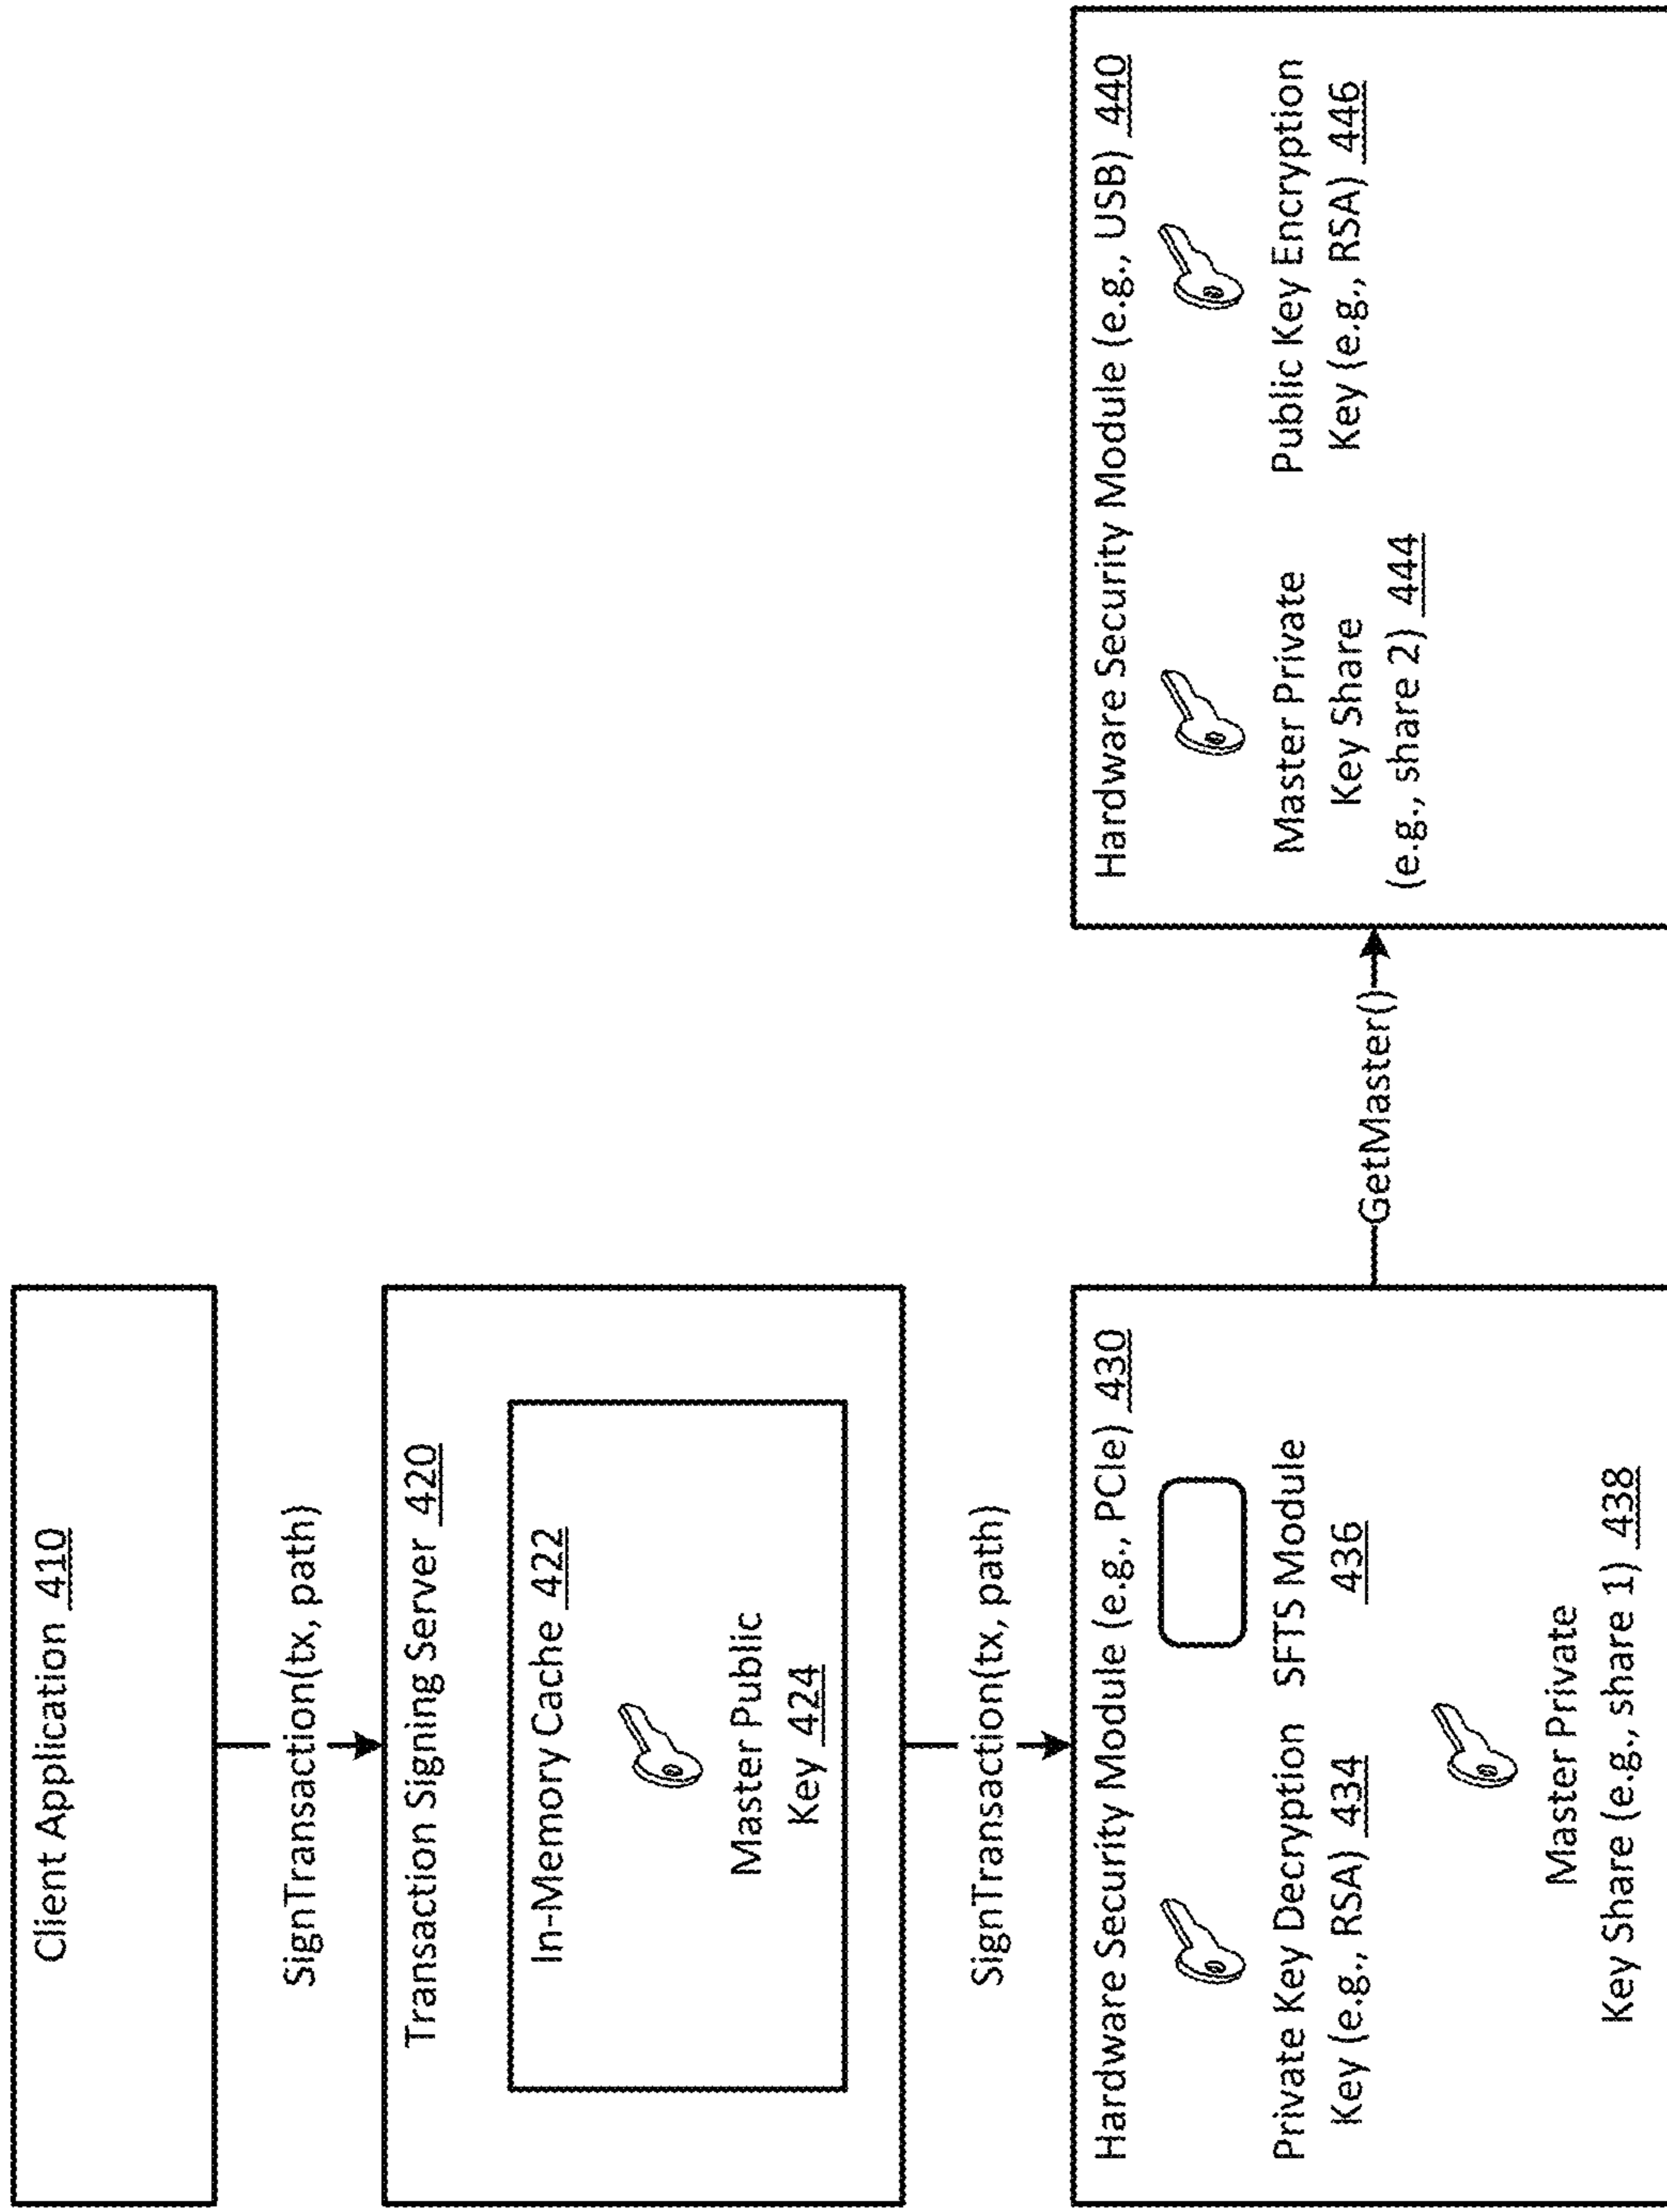 Client Application 410
SignTransaction(tx, path)
Transaction Signing Server 420
In-Memory Cache 422
Master Public
Key 424
SignTransaction(tx, path)
Hardware Security Module (e.g., PCIe) 430
Private Key Decryption
Key (e.g., RSA) 434
SFTS Module
436
Master Private
Key Share (e.g., share 1) 438
GetMaster()
Hardware Security Module (e.g., USB) 440
Master Private
Key Share
(e.g., share 2) 444
Public Key Encryption
Key (e.g., RSA) 446